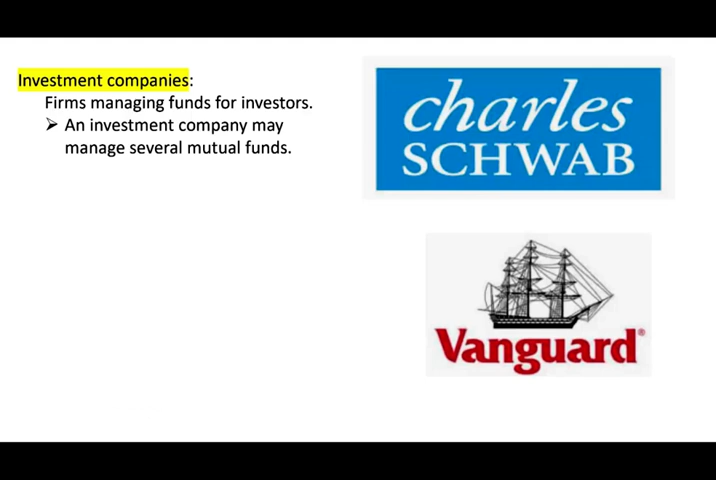 Investment companies:
Firms managing funds for investors.
➢ An investment company may
manage several mutual funds.
charles
SCHWAB
Vanguard®